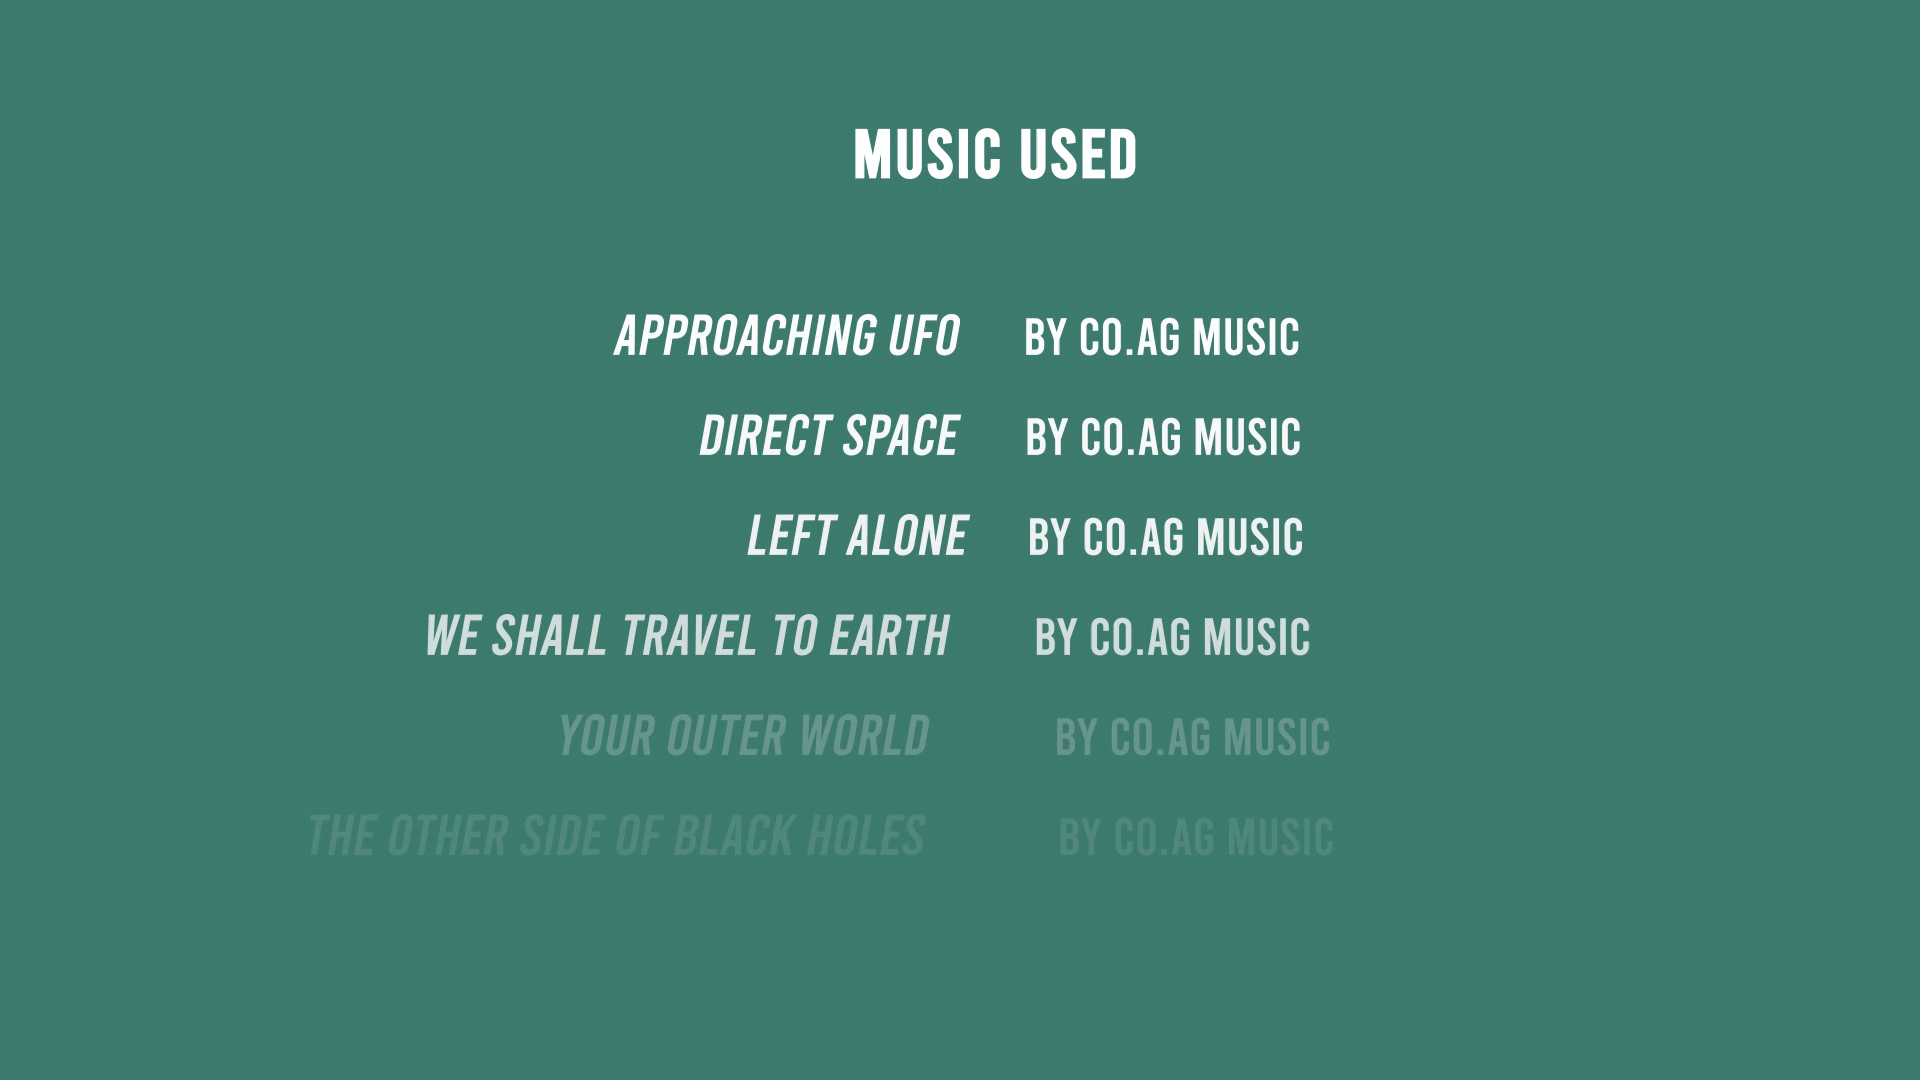 MUSIC USED
APPROACHING UFO BY CO.AG MUSIC
DIRECT SPACE BY CO.AG MUSIC
LEFT ALONE BY CO.AG MUSIC
WE SHALL TRAVEL TO EARTH BY CO.AG MUSIC
YOUR OUTER WORLD BY CO.AG MUSIC
THE OTHER SIDE OF BLACK HOLES BY CO.AG MUSIC